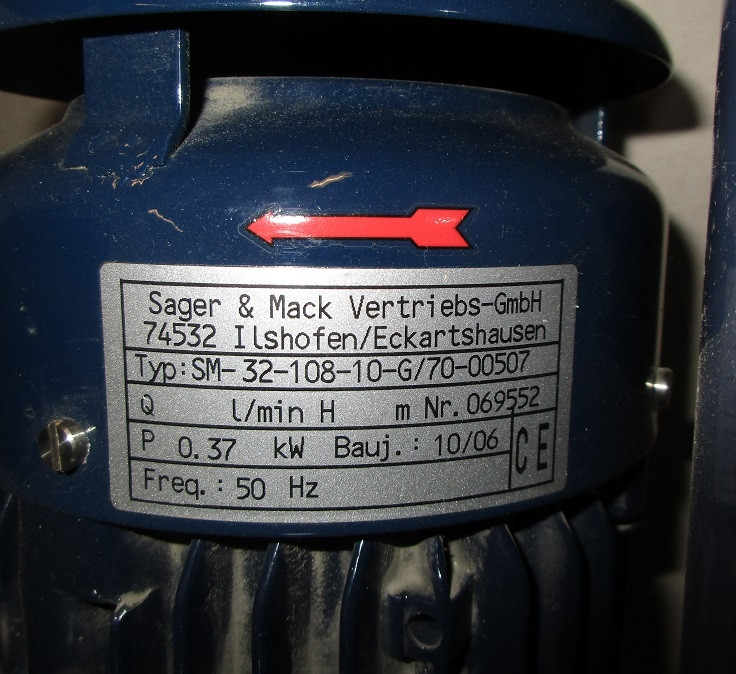 Sager & Mack Vertriebs-GmbH
74532 Ilshofen/Eckartshausen
Typ:SM-32-108-10-G/70-00507
Q l/min H m Nr. 069552
P 0.37 kW Bauj.: 10/06
Freq.: 50 Hz
CE